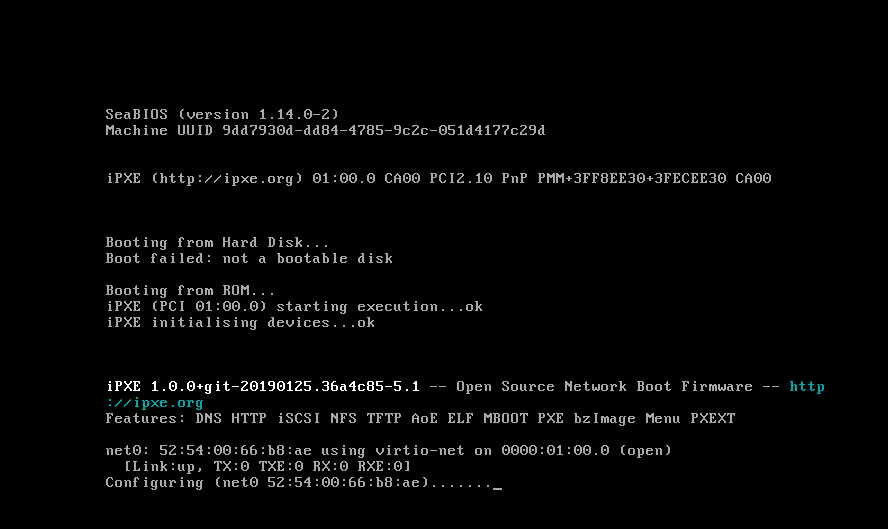 SeaBIOS (version 1.14.0-2)
Machine UUID 9dd7930d-dd84-4785-9c2c-051d4177c29d
iPXE (http://ipxe.org) 01:00.0 CA00 PCI2.10 PnP PMM+3FF8EE30+3FECEE30 CA00
Booting from Hard Disk...
Boot failed: not a bootable disk
Booting from ROM...
iPXE (PCI 01:00.0) starting execution...ok
iPXE initialising devices...ok
iPXE 1.0.0+git-20190125.36a4c85-5.1 -- Open Source Network Boot Firmware -- http
://ipxe.org
Features: DNS HTTP iSCSI NFS TFTP AoE ELF MBOOT PXE bzImage Menu PXEXT
net0: 52:54:00:66:b8:ae using virtio-net on 0000:01:00.0 (open)
[Link:up, TX:0 TXE:0 RX:0 RXE:0]
Configuring (net0 52:54:00:66:b8:ae)......._